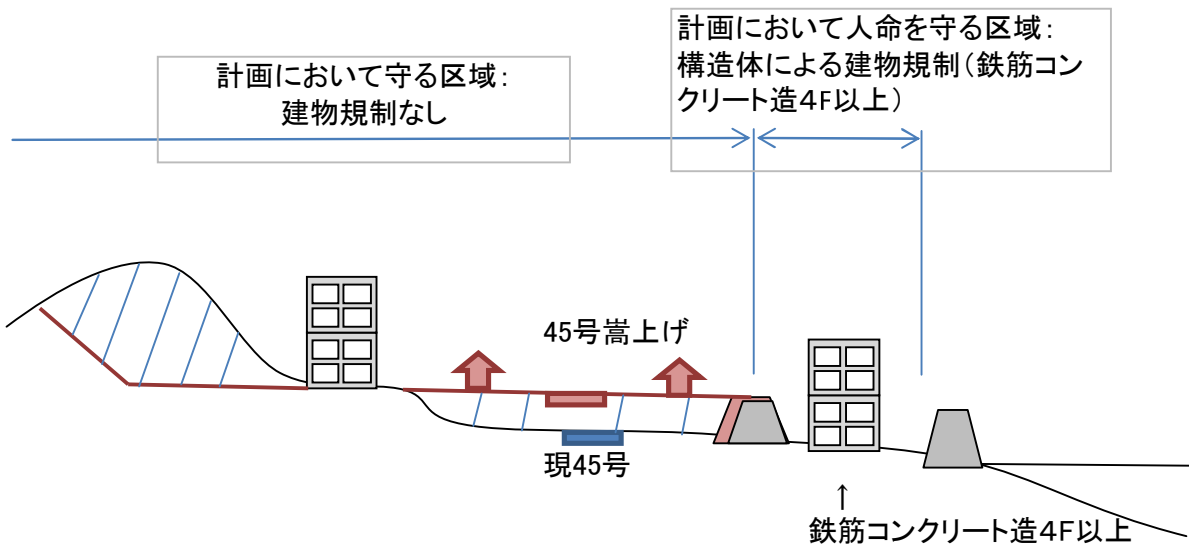 計画において守る区域：
建物規制なし
計画において人命を守る区域：
構造体による建物規制（鉄筋コン
クリート造４F以上）
45号嵩上げ
現45号
↑
鉄筋コンクリート造４F以上